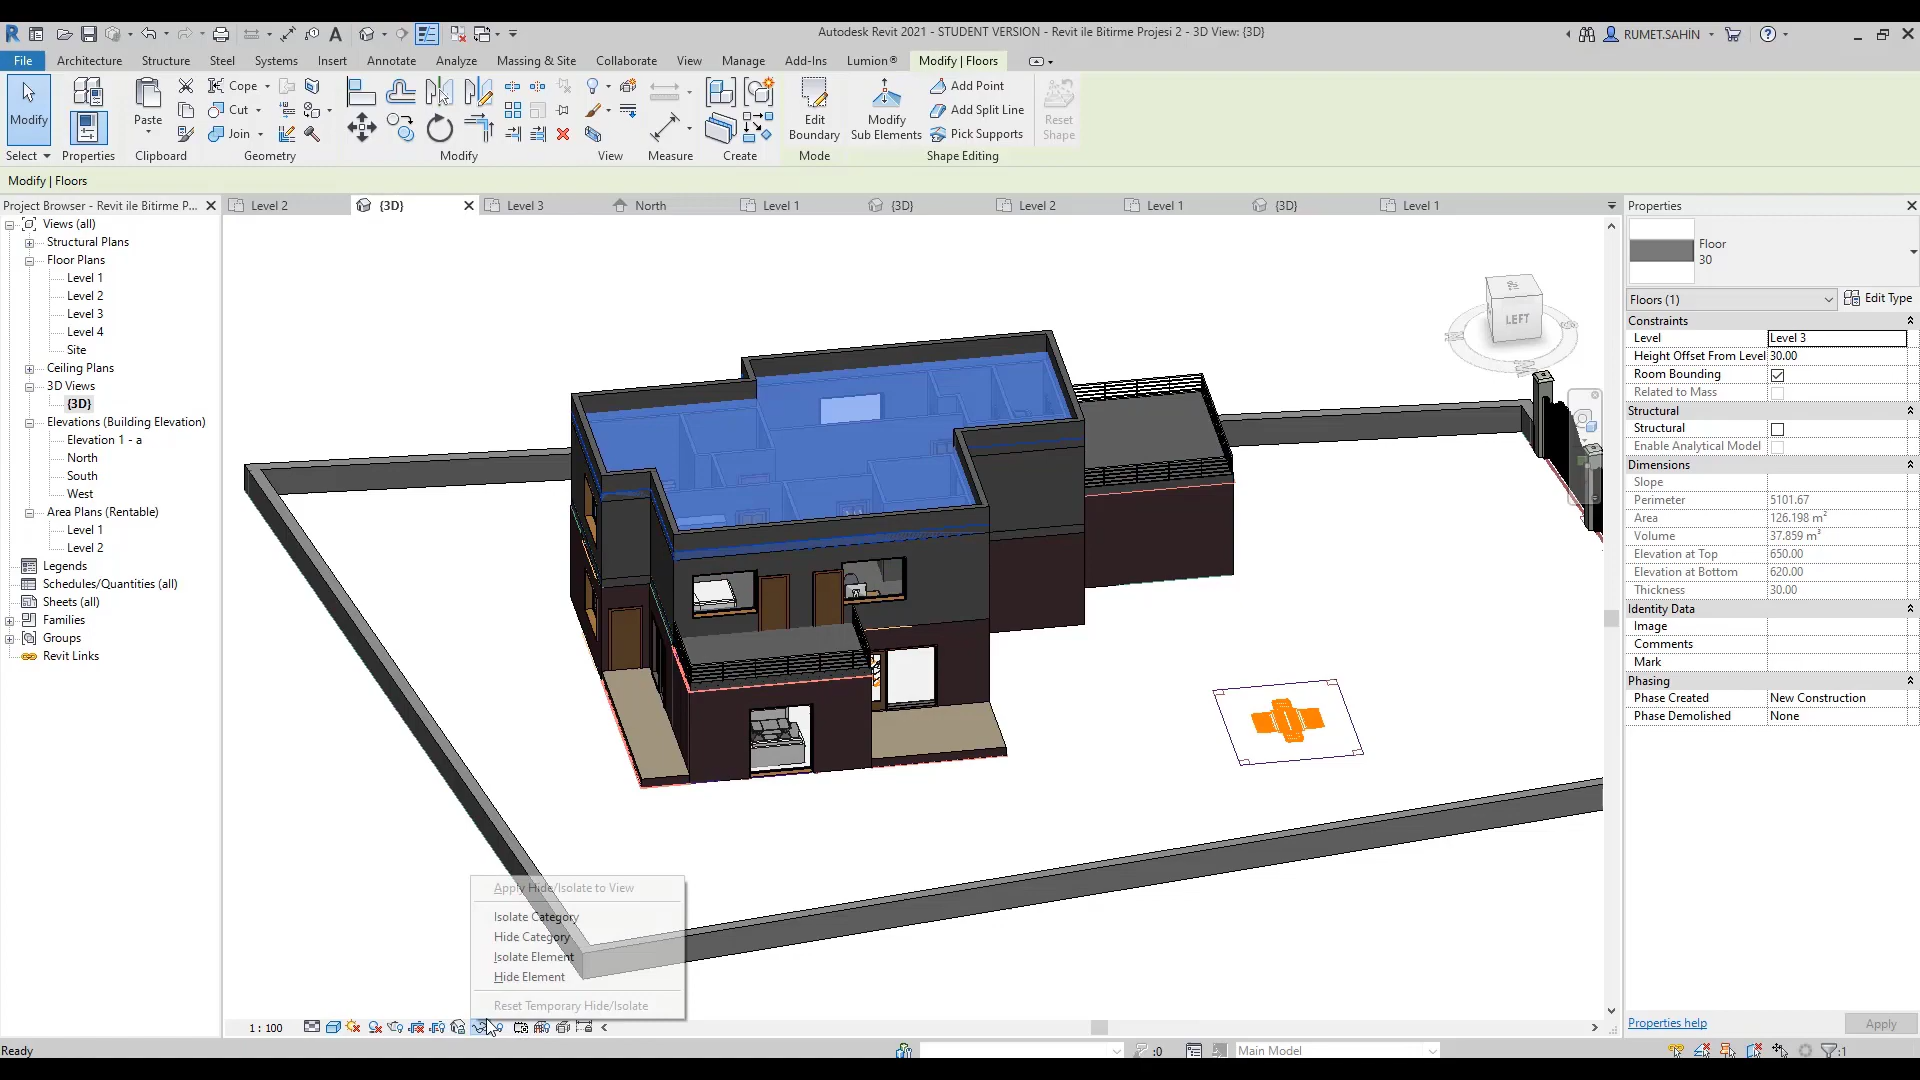 Autodesk Revit 2021 - STUDENT VERSION - Revit ile Bitirme Projesi 2 - 3D View: {3D}
RUMET.SAHİN
File Architecture Structure Steel Systems Insert Annotate Analyze Massing & Site Collaborate View Manage Add-Ins Lumion® Add-Ins Modify | Floors
Cope
Add Point
Modify
Paste
Cut
Edit Boundary
Modify Sub Elements
Add Split Line
Reset Shape
Join
Pick Supports
Select Properties Clipboard Geometry Modify View Measure Create Mode Shape Editing
Modify | Floors
Project Browser - Revit ile Bitirme P...
Level 2
{3D}
Level 3
North
Level 1
{3D}
Level 2
Level 1
{3D}
Level 1
Properties
Views (all)
Structural Plans
Floor Plans
Level 1
Level 2
Level 3
Level 4
Site
Ceiling Plans
3D Views
{3D}
Elevations (Building Elevation)
Elevation 1 - a
North
South
West
Area Plans (Rentable)
Level 1
Level 2
Legends
Schedules/Quantities (all)
Sheets (all)
Families
Groups
Revit Links
LEFT
Floor
30
Floors (1)
Edit Type
Constraints
Level Level 3
Height Offset From Level 30.00
Room Bounding
Related to Mass
Structural
Structural
Enable Analytical Model
Dimensions
Slope
Perimeter 5101.67
Area 126.198 m²
Volume 37.859 m³
Elevation at Top 650.00
Elevation at Bottom 620.00
Thickness 30.00
Identity Data
Image
Comments
Mark
Phasing
Phase Created New Construction
Phase Demolished None
Apply Hide/Isolate to View
Isolate Category
Hide Category
Isolate Element
Hide Element
Reset Temporary Hide/Isolate
1 : 100
Properties help
Apply
Ready
:0
Main Model
:1